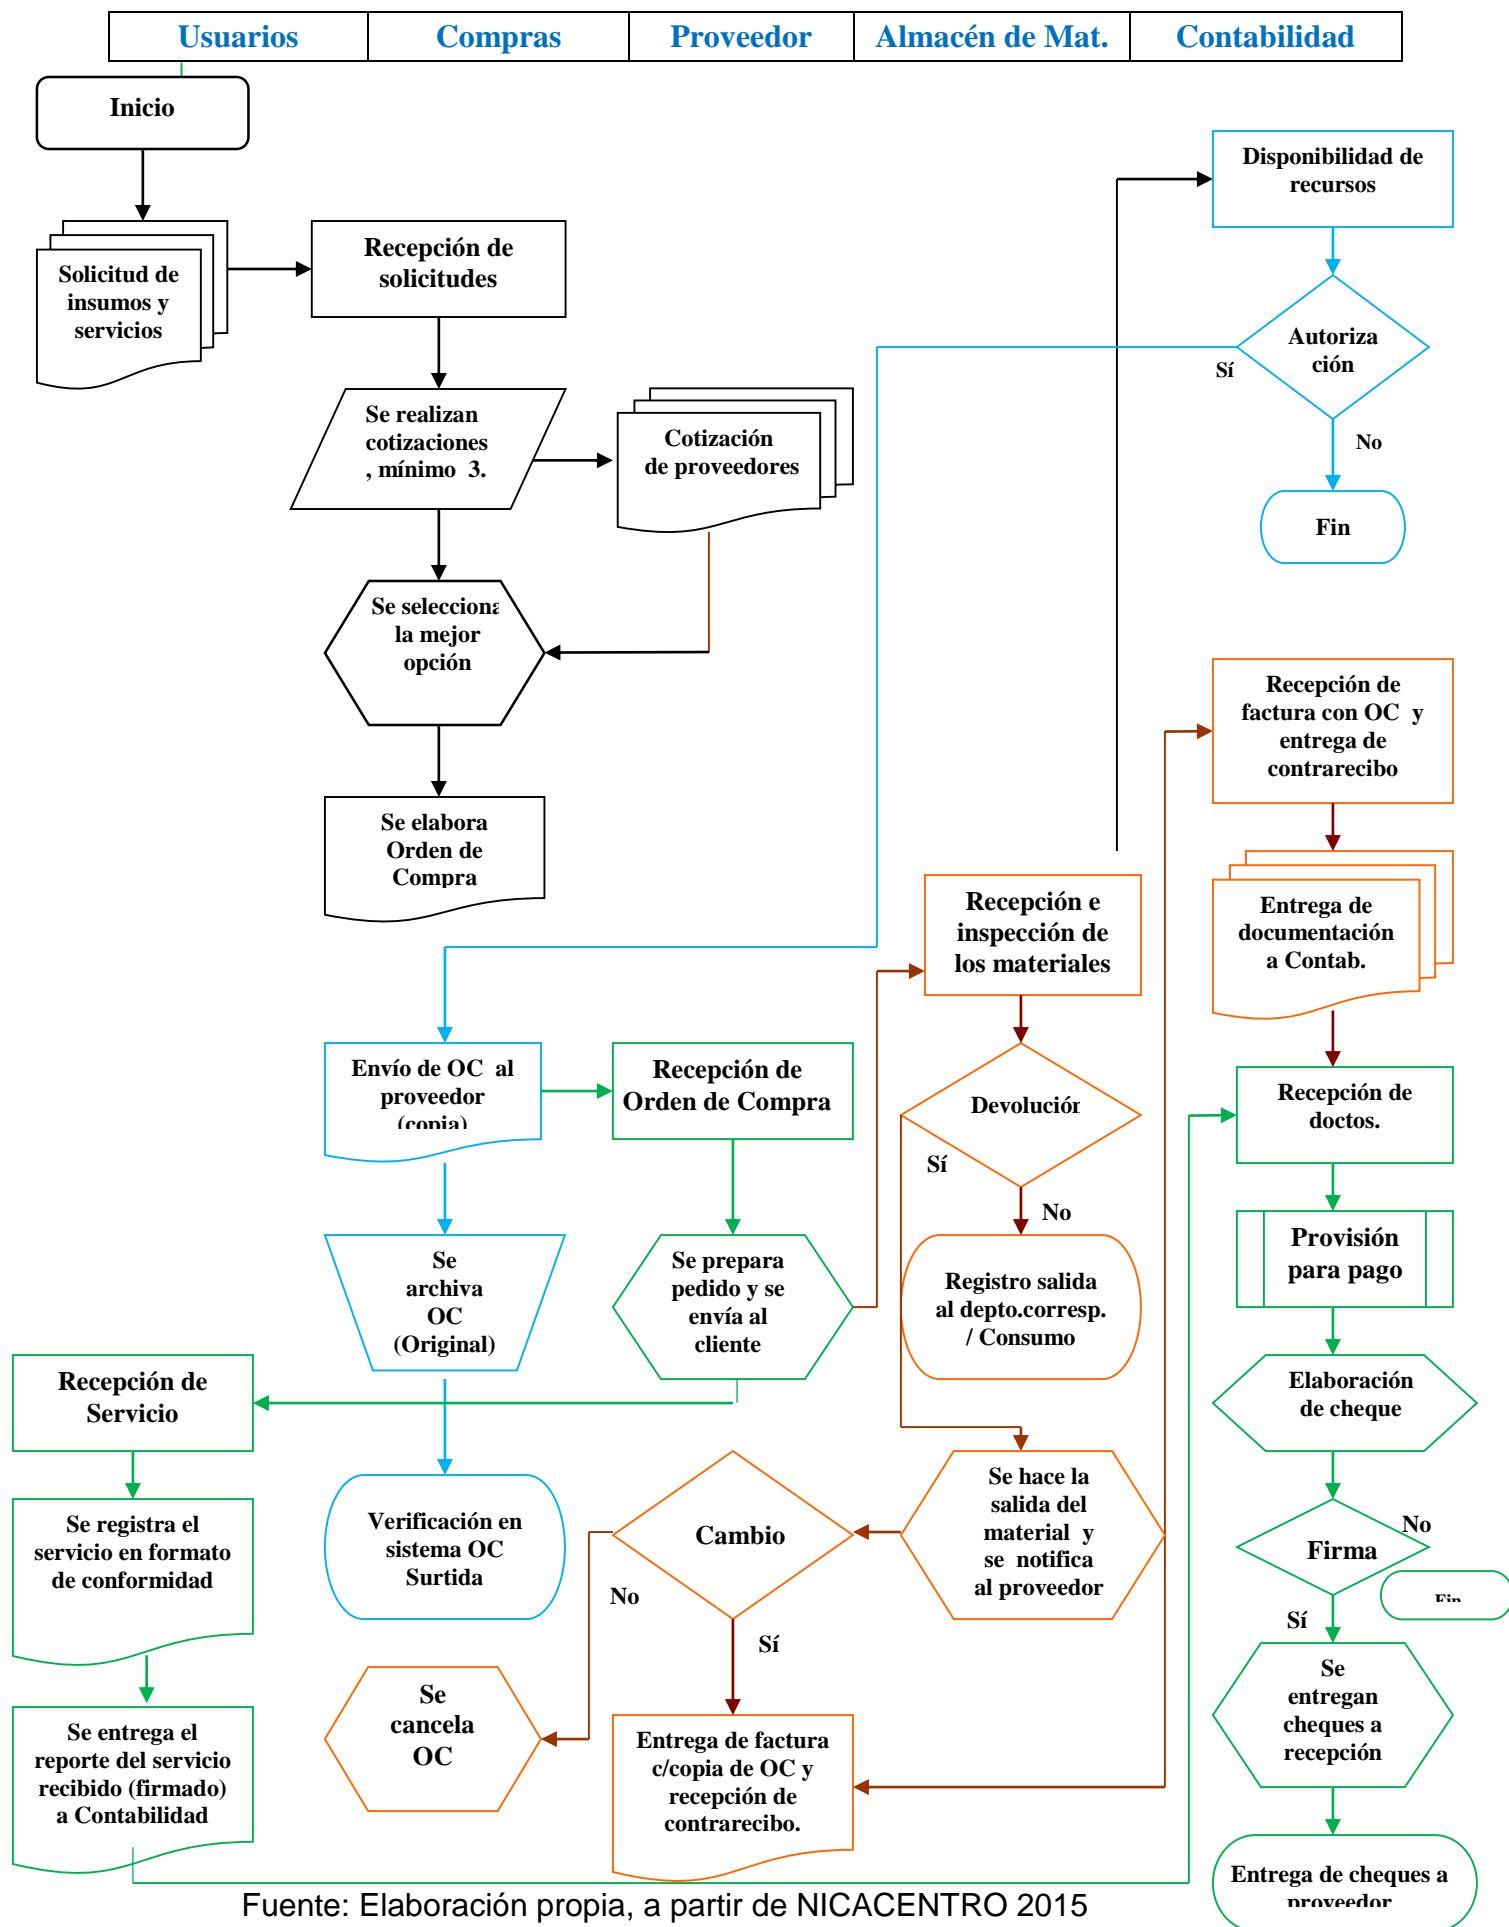 Usuarios
Compras
Proveedor
Almacén de Mat.
Contabilidad
Inicio
Solicitud de
insumos y
servicios
Recepción de
solicitudes
Se realizan
cotizaciones
, mínimo 3.
Cotización
de proveedores
Se selecciona
la mejor
opción
Se elabora
Orden de
Compra
Disponibilidad de
recursos
Autoriza
ción
Sí
No
Fin
Recepción de
factura con OC y
entrega de
contrarecibo
Entrega de
documentación
a Contab.
Recepción e
inspección de
los materiales
Envío de OC al
proveedor
(copia)
Recepción de
Orden de Compra
Devolución
Sí
No
Recepción de
doctos.
Se
archiva
OC
(Original)
Se prepara
pedido y se
envía al
cliente
Registro salida
al depto.corresp.
/ Consumo
Provisión
para pago
Recepción de
Servicio
Elaboración
de cheque
Se registra el
servicio en formato
de conformidad
Verificación en
sistema OC
Surtida
Cambio
No
Sí
Se hace la
salida del
material y
se notifica
al proveedor
Firma
No
Fin
Sí
Se entrega el
reporte del servicio
recibido (firmado)
a Contabilidad
Se
cancela
OC
Entrega de factura
c/copia de OC y
recepción de
contrarecibo.
Se
entregan
cheques a
recepción
Entrega de cheques a
proveedor
Fuente: Elaboración propia, a partir de NICACENTRO 2015